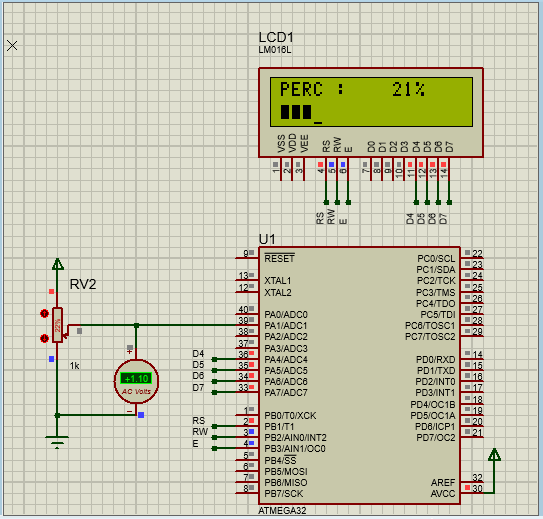 LCD1
LM016L
PERC : 21%
VSS
VDD
VEE
RS
RW
E
D0
D1
D2
D3
D4
D5
D6
D7
1
2
3
4
5
6
7
8
9
10
11
12
13
14
RS
RW
E
D4
D5
D6
D7
U1
9 RESET
13 XTAL1
12 XTAL2
40 PA0/ADC0
39 PA1/ADC1
38 PA2/ADC2
37 PA3/ADC3
D4 36 PA4/ADC4
D5 35 PA5/ADC5
D6 34 PA6/ADC6
D7 33 PA7/ADC7
1 PB0/T0/XCK
RS 2 PB1/T1
RW 3 PB2/AIN0/INT2
E 4 PB3/AIN1/OC0
5 PB4/SS
6 PB5/MOSI
7 PB6/MISO
8 PB7/SCK
PC0/SCL 22
PC1/SDA 23
PC2/TCK 24
PC3/TMS 25
PC4/TDO 26
PC5/TDI 27
PC6/TOSC1 28
PC7/TOSC2 29
PD0/RXD 14
PD1/TXD 15
PD2/INT0 16
PD3/INT1 17
PD4/OC1B 18
PD5/OC1A 19
PD6/ICP1 20
PD7/OC2 21
AREF 32
AVCC 30
ATMEGA32
RV2
22%
1k
+1.10
AC Volts